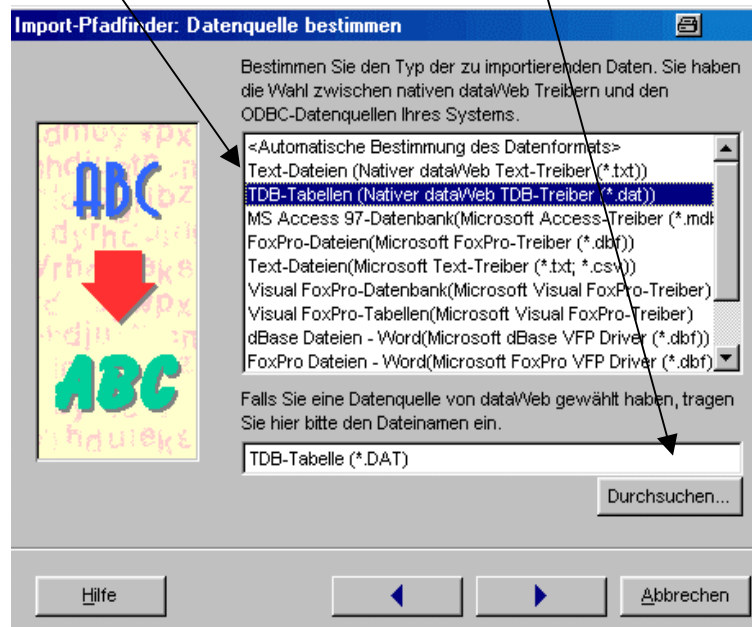 Import-Pfadfinder: Datenquelle bestimmen
Bestimmen Sie den Typ der zu importierenden Daten. Sie haben
die Wahl zwischen nativen dataWeb Treibern und den
ODBC-Datenquellen Ihres Systems.
<Automatische Bestimmung des Datenformats>
Text-Dateien (Nativer dataWeb Text-Treiber (*.txt))
TDB-Tabellen (Nativer dataWeb TDB-Treiber (*.dat))
MS Access 97-Datenbank(Microsoft Access-Treiber (*.mdb
FoxPro-Dateien(Microsoft FoxPro-Treiber (*.dbf))
Text-Dateien(Microsoft Text-Treiber (*.txt; *.csv))
Visual FoxPro-Datenbank(Microsoft Visual FoxPro-Treiber)
Visual FoxPro-Tabellen(Microsoft Visual FoxPro-Treiber)
dBase Dateien - Word(Microsoft dBase VFP Driver (*.dbf))
FoxPro Dateien - Word(Microsoft FoxPro VFP Driver (*.dbf)
ABC
ABC
Falls Sie eine Datenquelle von dataWeb gewählt haben, tragen
Sie hier bitte den Dateinamen ein.
TDB-Tabelle (*.DAT)
Durchsuchen...
Hilfe
Abbrechen